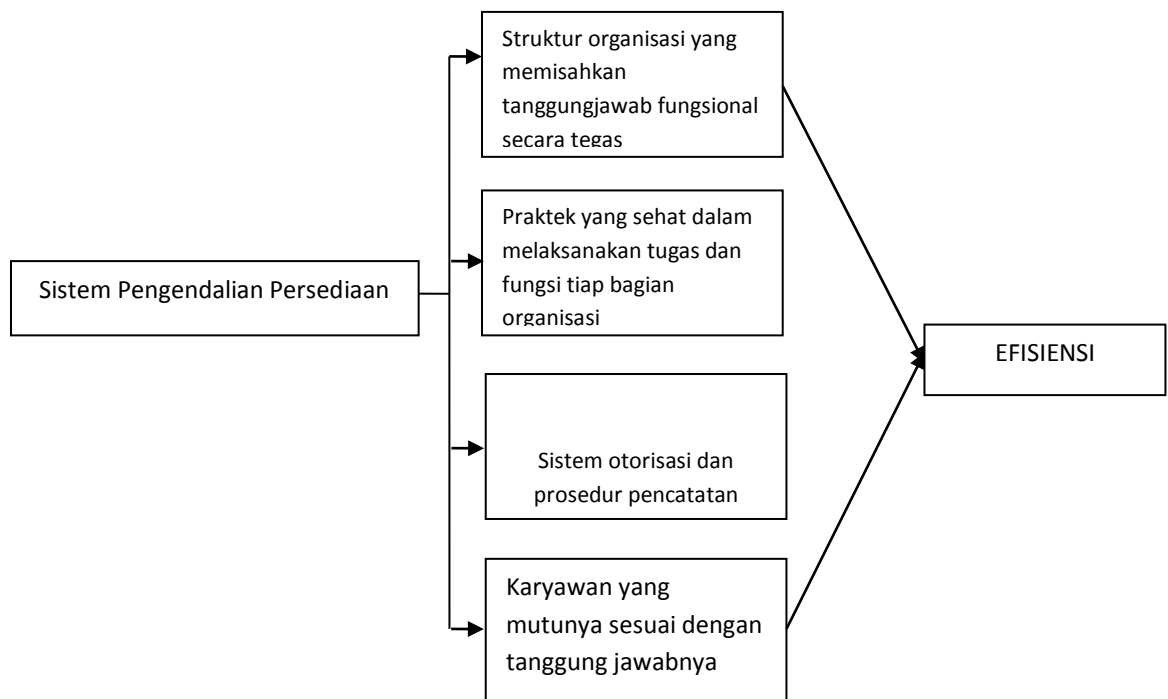 Struktur organisasi yang
memisahkan
tanggungjawab fungsional
secara tegas
Praktek yang sehat dalam
melaksanakan tugas dan
fungsi tiap bagian
organisasi
Sistem Pengendalian Persediaan
EFISIENSI
Sistem otorisasi dan
prosedur pencatatan
Karyawan yang
mutunya sesuai dengan
tanggung jawabnya